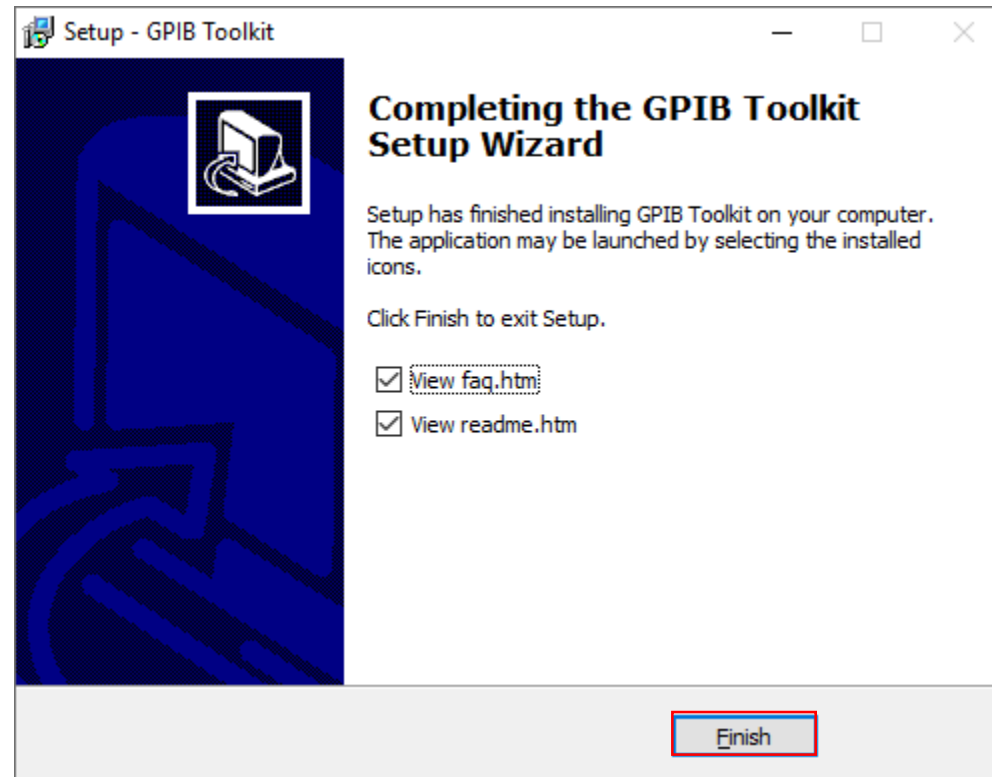 Setup - GPIB Toolkit
Completing the GPIB Toolkit
Setup Wizard
Setup has finished installing GPIB Toolkit on your computer.
The application may be launched by selecting the installed
icons.
Click Finish to exit Setup.
View faq.htm
View readme.htm
Finish